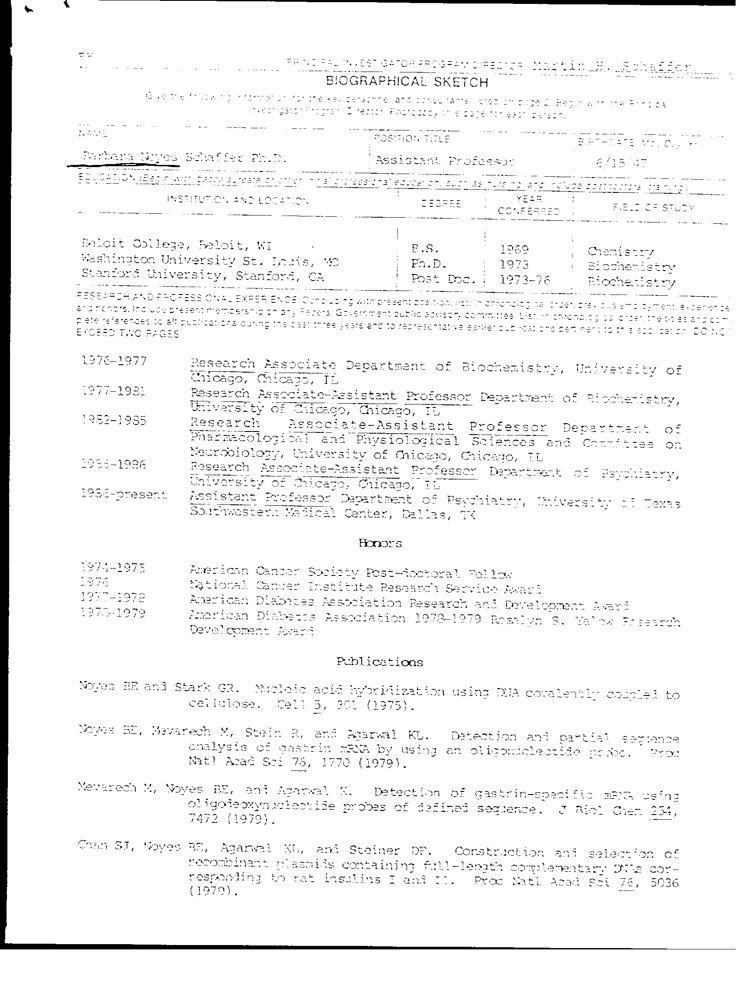 PRINCIPAL INVESTIGATOR/PROGRAM DIRECTOR: Martin H. Schaffer
BIOGRAPHICAL SKETCH
Give the following information for the key personnel and consultants listed on page 2. Begin with the Principal
Investigator/Program Director. Photocopy this page for each person.
NAME POSITION TITLE BIRTHDATE
Barbara Noyes Schaffer Ph.D. Assistant Professor 6/15/47
EDUCATION (Begin with baccalaureate or other initial professional education, such as nursing, and include postdoctoral training)
INSTITUTION AND LOCATION DEGREE YEAR CONFERRED FIELD OF STUDY
Beloit College, Beloit, WI B.S. 1969 Chemistry
Washington University St. Louis, MO Ph.D. 1973 Biochemistry
Stanford University, Stanford, CA Post Doc. 1973-76 Biochemistry
RESEARCH AND PROFESSIONAL EXPERIENCE: Concluding with present position, list, in chronological order, previous employment, experience,
and honors. Include present membership on any Federal Government public advisory committee. List, in chronological order, the titles and com-
plete references to all publications during the past three years and to representative earlier publications pertinent to this application. DO NOT
EXCEED TWO PAGES.
1976-1977 Research Associate Department of Biochemistry, University of
Chicago, Chicago, IL
1977-1981 Research Associate-Assistant Professor Department of Biochemistry,
University of Chicago, Chicago, IL
1982-1985 Research Associate-Assistant Professor Department of
Pharmacological and Physiological Sciences and Committee on
Neurobiology, University of Chicago, Chicago, IL
1985-1986 Research Associate-Assistant Professor Department of Psychiatry,
University of Chicago, Chicago, IL
1986-present Assistant Professor Department of Psychiatry, University of Texas
Southwestern Medical Center, Dallas, TX
Honors
1974-1975 American Cancer Society Post-doctoral Fellow
1976 National Cancer Institute Research Service Award
1977-1978 American Diabetes Association Research and Development Award
1978-1979 American Diabetes Association 1978-1979 Rosalyn S. Yalow Research
Development Award
Publications
Noyes BE and Stark GR. Nucleic acid hybridization using DNA covalently coupled to
cellulose. Cell 5, 301 (1975).
Noyes BE, Mevarech M, Stein R, and Agarwal KL. Detection and partial sequence
analysis of gastrin mRNA by using an oligonucleotide probe. Proc
Natl Acad Sci 76, 1770 (1979).
Mevarech M, Noyes BE, and Agarwal K. Detection of gastrin-specific mRNA using
oligodeoxynucleotide probes of defined sequence. J Biol Chem 254,
7472 (1979).
Chan SJ, Noyes BE, Agarwal KL, and Steiner DF. Construction and selection of
recombinant plasmids containing full-length complementary DNAs cor-
responding to rat insulins I and II. Proc Natl Acad Sci 76, 5036
(1979).